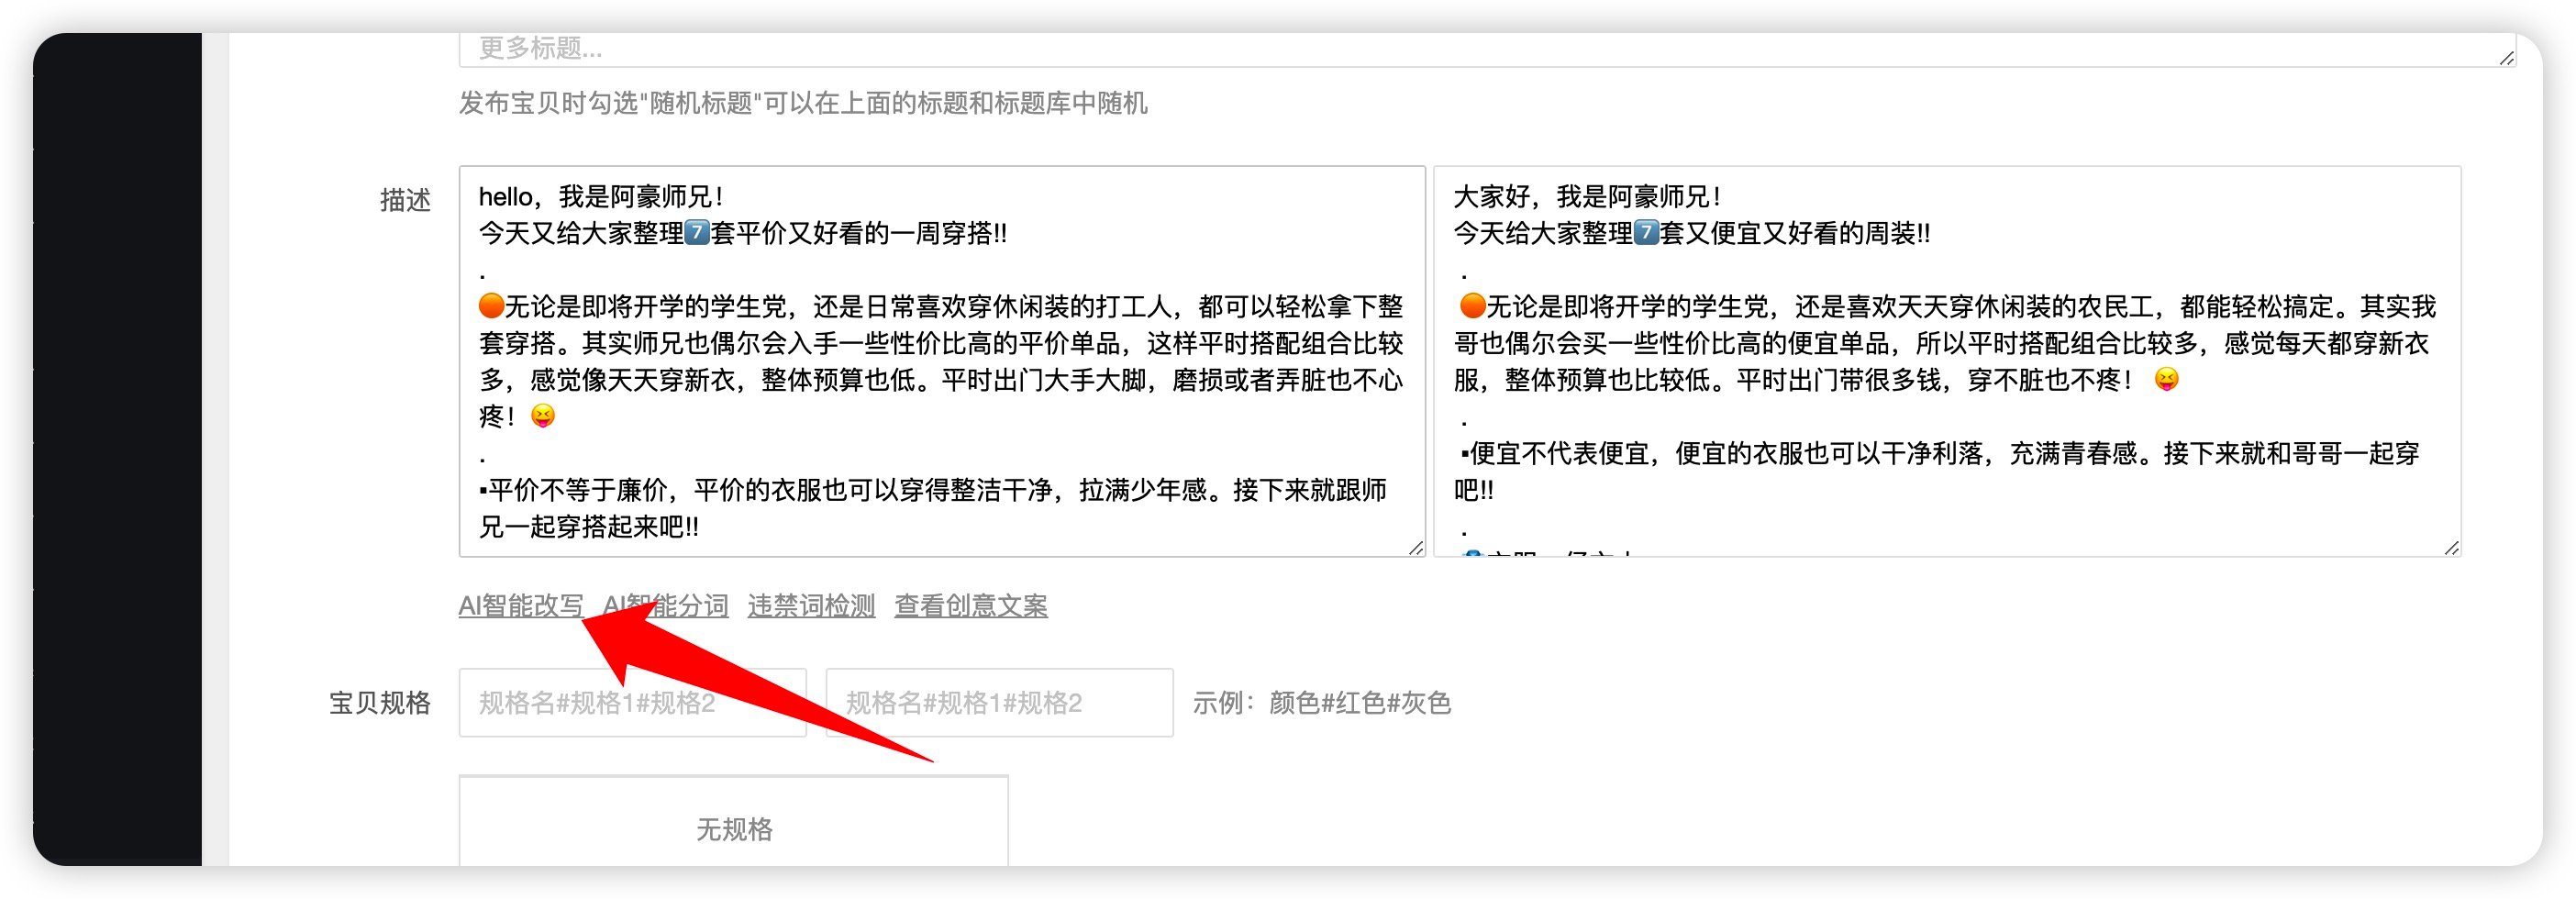 更多标题...
发布宝贝时勾选"随机标题"可以在上面的标题和标题库中随机
描述
hello，我是阿豪师兄！
今天又给大家整理7️⃣套平价又好看的一周穿搭!!
.
🟠无论是即将开学的学生党，还是日常喜欢穿休闲装的打工人，都可以轻松拿下整
套穿搭。其实师兄也偶尔会入手一些性价比高的平价单品，这样平时搭配组合比较
多，感觉像天天穿新衣，整体预算也低。平时出门大手大脚，磨损或者弄脏也不心
疼！😝
.
▪平价不等于廉价，平价的衣服也可以穿得整洁干净，拉满少年感。接下来就跟师
兄一起穿搭起来吧!!
大家好，我是阿豪师兄！
今天给大家整理7️⃣套又便宜又好看的周装!!
.
🟠无论是即将开学的学生党，还是喜欢天天穿休闲装的农民工，都能轻松搞定。其实我
哥也偶尔会买一些性价比高的便宜单品，所以平时搭配组合比较多，感觉每天都穿新衣
服，整体预算也比较低。平时出门带很多钱，穿不脏也不疼！ 😝
.
▪便宜不代表便宜，便宜的衣服也可以干净利落，充满青春感。接下来就和哥哥一起穿
吧!!
.
AI智能改写 AI智能分词 违禁词检测 查看创意文案
宝贝规格
规格名#规格1#规格2 规格名#规格1#规格2 示例：颜色#红色#灰色
无规格